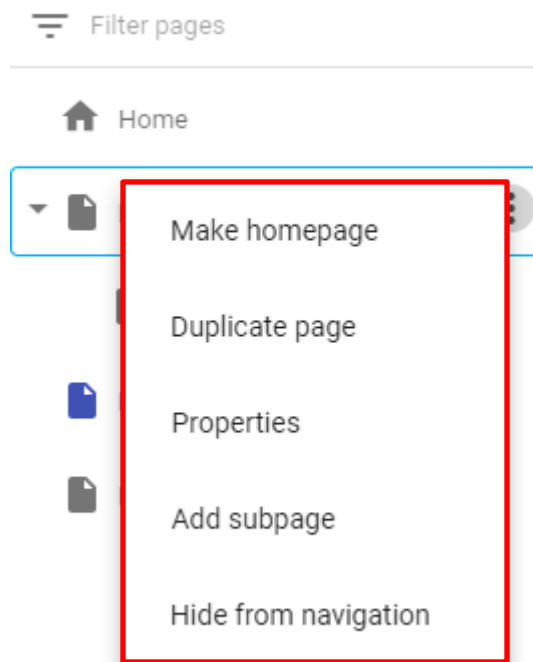 Filter pages
Home
Make homepage
Duplicate page
Properties
Add subpage
Hide from navigation